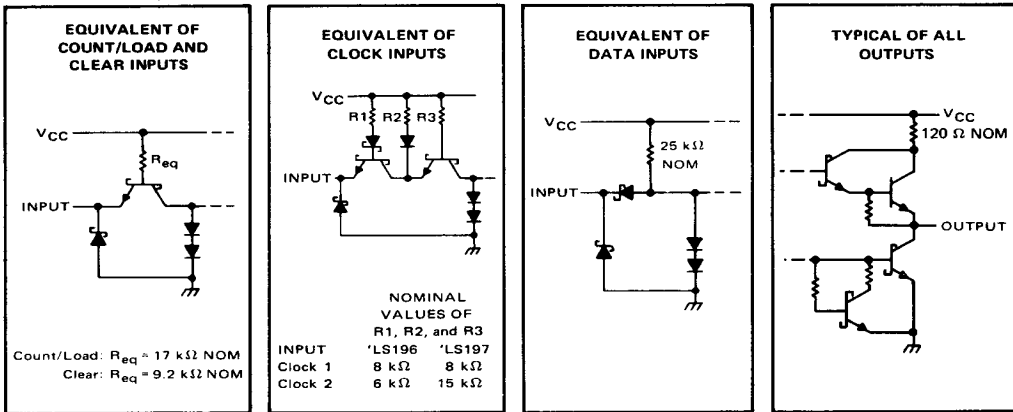 EQUIVALENT OF
COUNT/LOAD AND
CLEAR INPUTS
VCC
Req
INPUT
Count/Load: Req = 17 kΩ NOM
Clear: Req = 9.2 kΩ NOM
EQUIVALENT OF
CLOCK INPUTS
VCC
R1 R2 R3
INPUT
NOMINAL
VALUES OF
R1, R2, and R3
INPUT 'LS196 'LS197
Clock 1 8 kΩ 8 kΩ
Clock 2 6 kΩ 15 kΩ
EQUIVALENT OF
DATA INPUTS
VCC
25 kΩ
NOM
INPUT
TYPICAL OF ALL
OUTPUTS
VCC
120 Ω NOM
OUTPUT